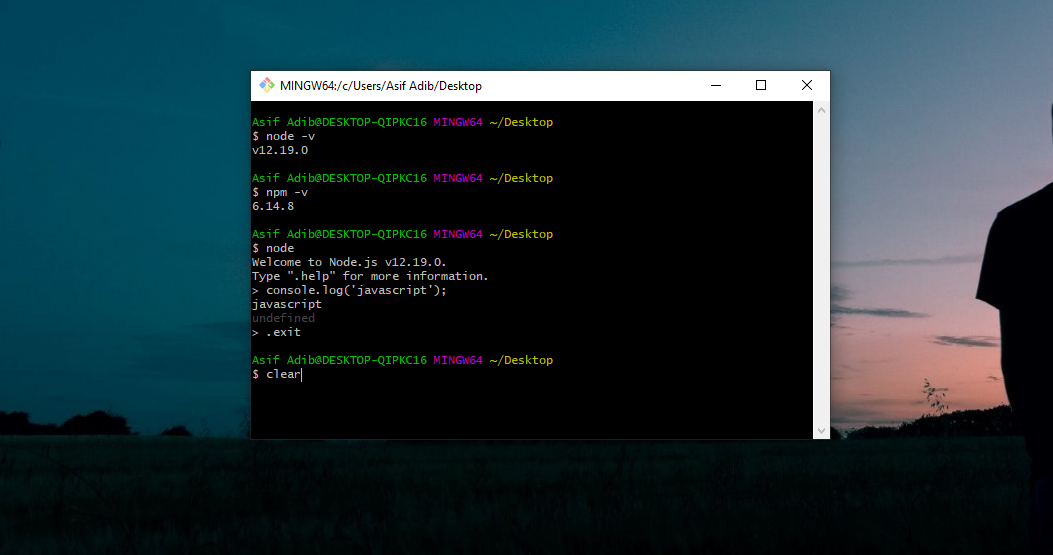 MINGW64:/c/Users/Asif Adib/Desktop
Asif Adib@DESKTOP-QIPKC16 MINGW64 ~/Desktop
$ node -v
v12.19.0
Asif Adib@DESKTOP-QIPKC16 MINGW64 ~/Desktop
$ npm -v
6.14.8
Asif Adib@DESKTOP-QIPKC16 MINGW64 ~/Desktop
$ node
Welcome to Node.js v12.19.0.
Type ".help" for more information.
> console.log('javascript');
javascript
undefined
> .exit
Asif Adib@DESKTOP-QIPKC16 MINGW64 ~/Desktop
$ clear